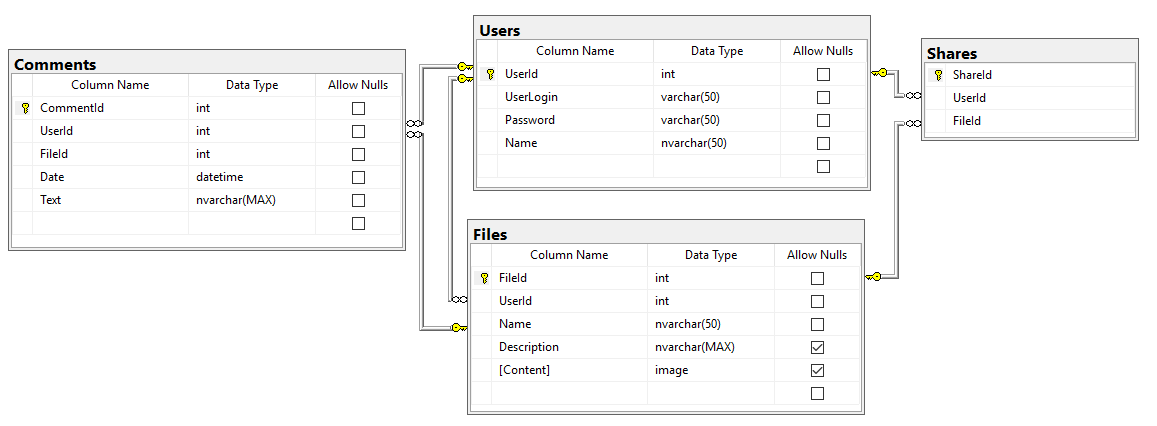 Comments
Column Name Data Type Allow Nulls
CommentId int
UserId int
FileId int
Date datetime
Text nvarchar(MAX)
Users
Column Name Data Type Allow Nulls
UserId int
UserLogin varchar(50)
Password varchar(50)
Name nvarchar(50)
Files
Column Name Data Type Allow Nulls
FileId int
UserId int
Name nvarchar(50)
Description nvarchar(MAX)
[Content] image
Shares
ShareId
UserId
FileId